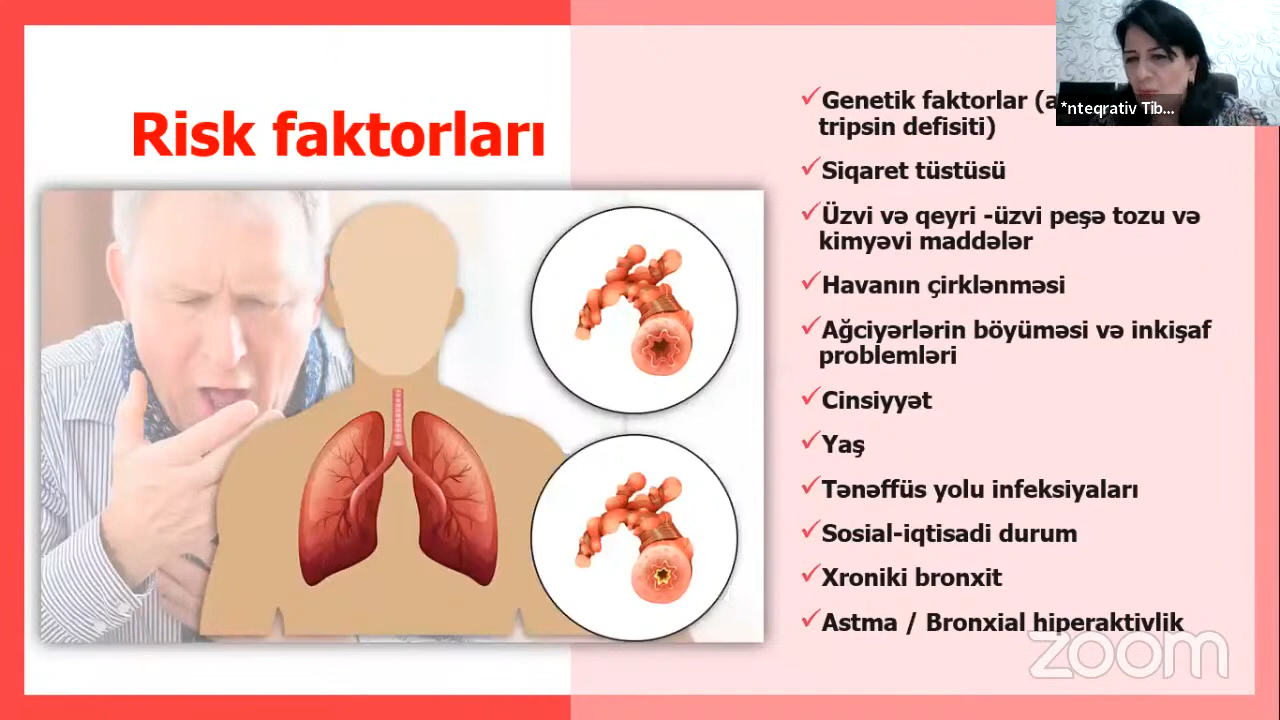 Risk faktorları
Genetik faktorlar (
tripsin defisiti)
Siqaret tüstüsü
Üzvi və qeyri -üzvi peşə tozu və
kimyəvi maddələr
Havanın çirklənməsi
Ağciyərlərin böyüməsi və inkişaf
problemləri
Cinsiyyət
Yaş
Tənəffüs yolu infeksiyaları
Sosial-iqtisadi durum
Xroniki bronxit
Astma / Bronxial hiperaktivlik
*nteqrativ Tib...
zoom